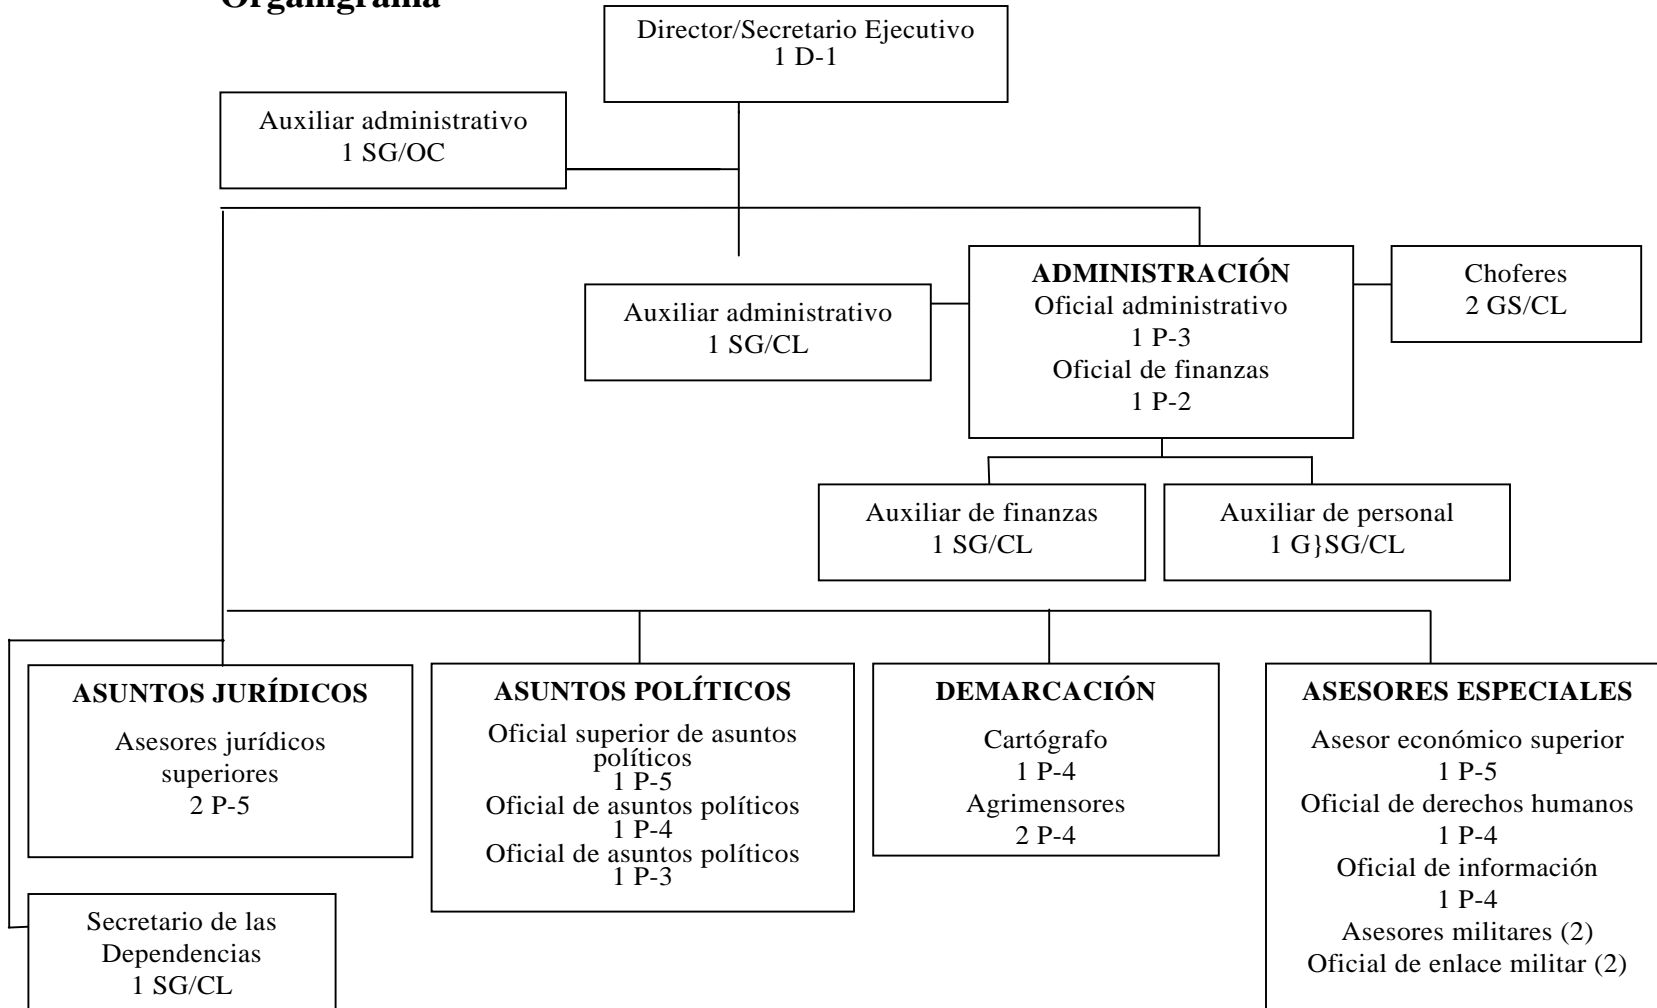 Organigrama
Director/Secretario Ejecutivo
1 D-1
Auxiliar administrativo
1 SG/OC
Auxiliar administrativo
1 SG/CL
ADMINISTRACIÓN
Oficial administrativo
1 P-3
Oficial de finanzas
1 P-2
Choferes
2 GS/CL
Auxiliar de finanzas
1 SG/CL
Auxiliar de personal
1 G}SG/CL
ASUNTOS JURÍDICOS
Asesores jurídicos
superiores
2 P-5
ASUNTOS POLÍTICOS
Oficial superior de asuntos
políticos
1 P-5
Oficial de asuntos políticos
1 P-4
Oficial de asuntos políticos
1 P-3
DEMARCACIÓN
Cartógrafo
1 P-4
Agrimensores
2 P-4
ASESORES ESPECIALES
Asesor económico superior
1 P-5
Oficial de derechos humanos
1 P-4
Oficial de información
1 P-4
Asesores militares (2)
Oficial de enlace militar (2)
Secretario de las
Dependencias
1 SG/CL